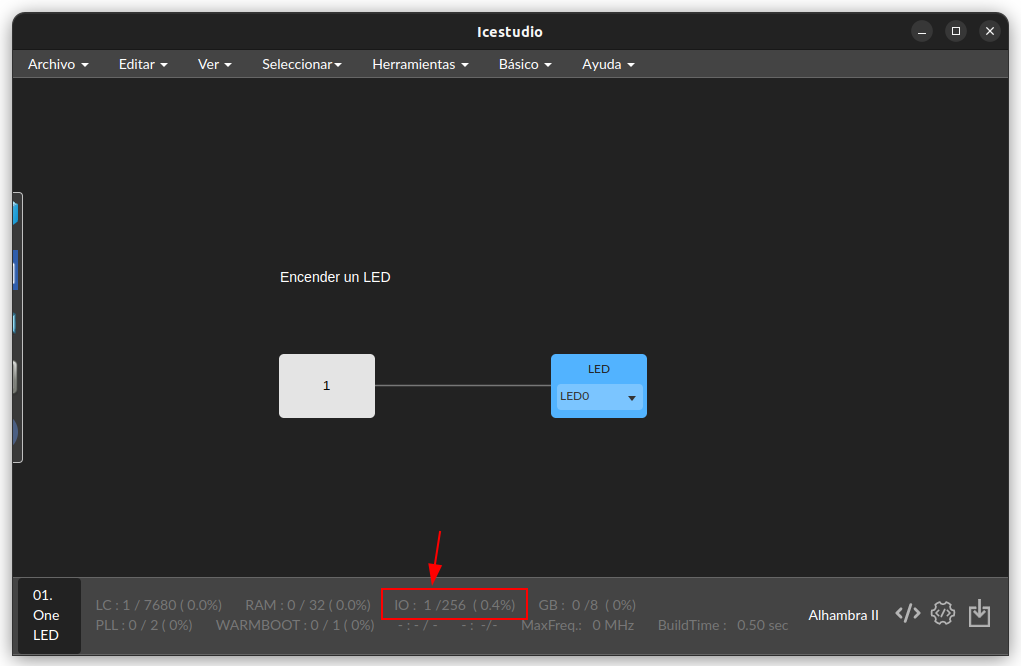 Icestudio
Archivo Editar Ver Seleccionar Herramientas Básico Ayuda
Encender un LED
1
LED
LED0
01.
One
LED
LC : 1 / 7680 ( 0.0%) RAM : 0 / 32 ( 0.0%) IO : 1 /256 ( 0.4%) GB : 0 /8 ( 0%)
PLL : 0 / 2 ( 0%) WARMBOOT : 0 / 1 ( 0%) - : - / - - : -/- MaxFreq.: 0 MHz BuildTime : 0.50 sec
Alhambra II